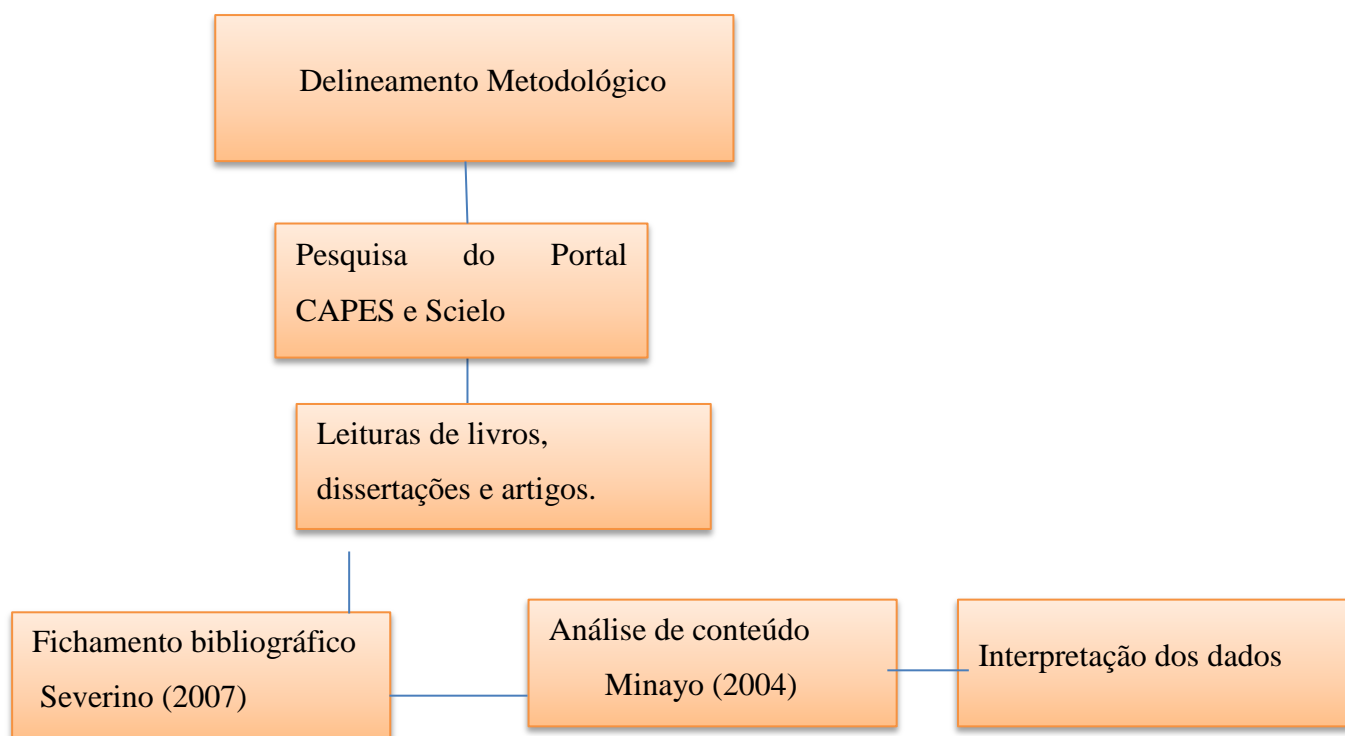 Delineamento Metodológico
Pesquisa do Portal
CAPES e Scielo
Leituras de livros,
dissertações e artigos.
Fichamento bibliográfico
Severino (2007)
Análise de conteúdo
Minayo (2004)
Interpretação dos dados